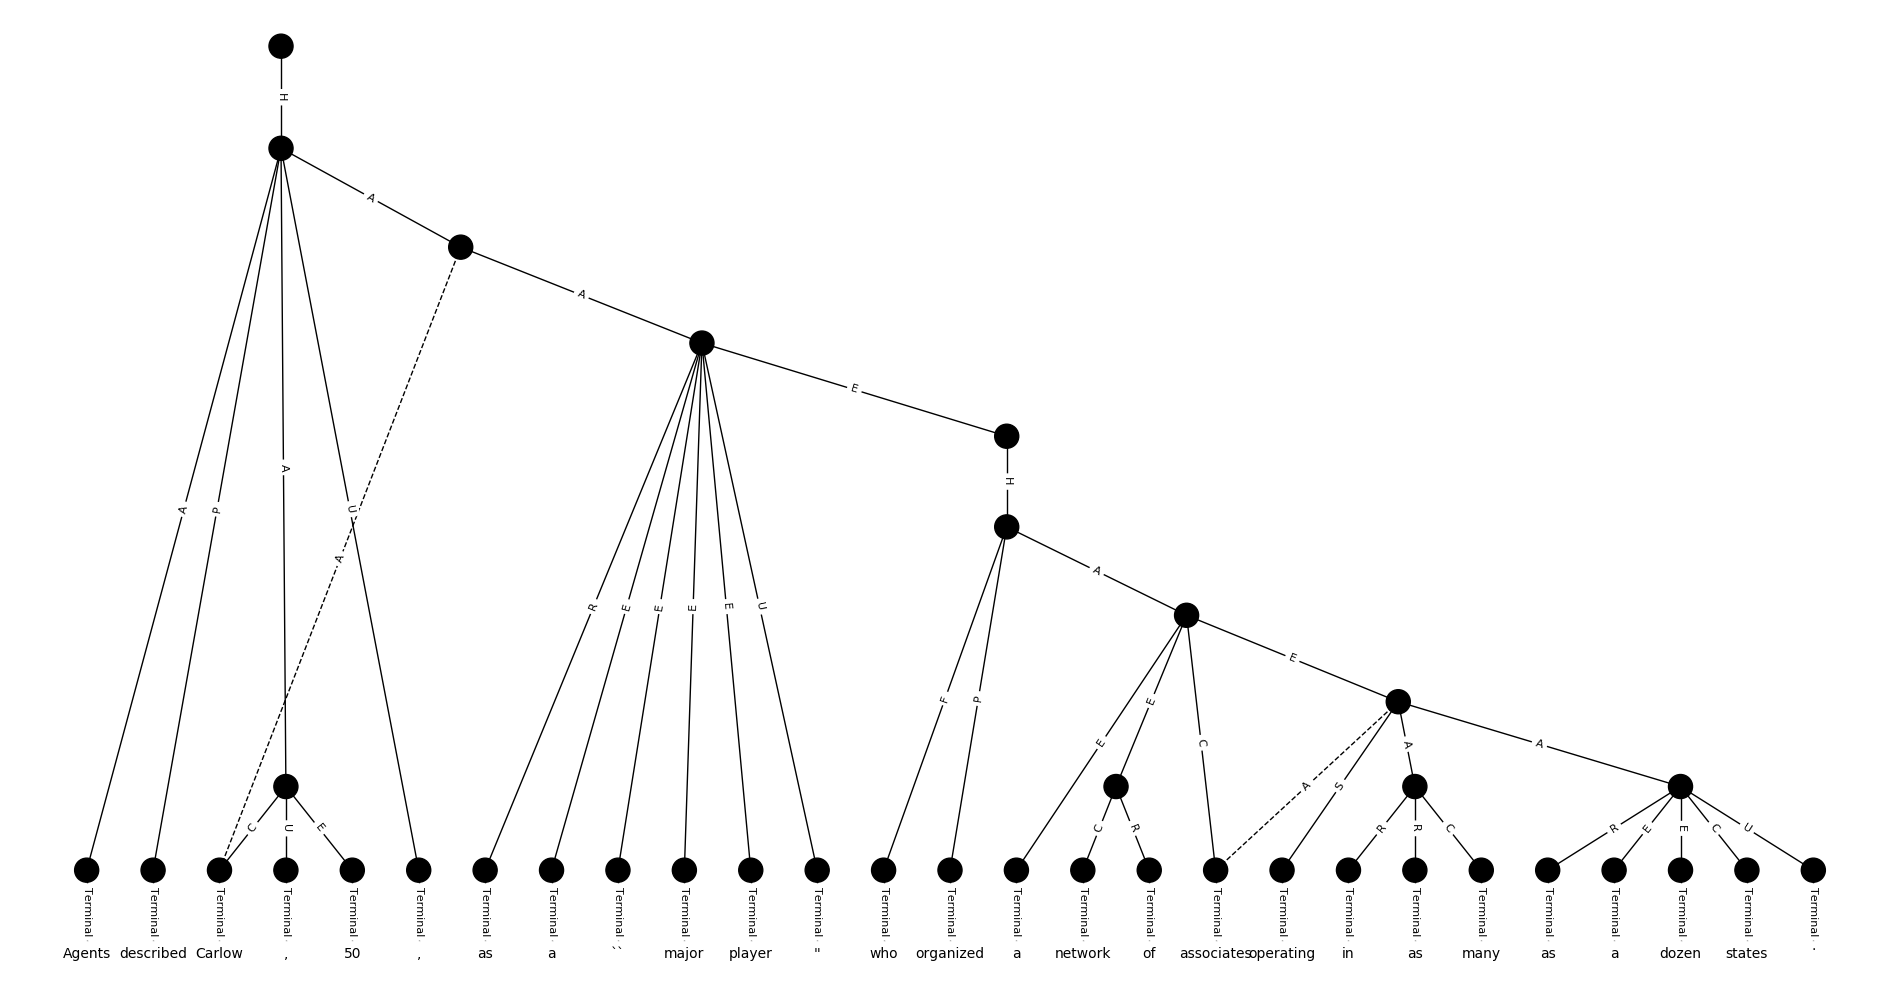 H
A
A
E
A
P
A
U
A
H
R
E
E
E
E
U
A
F
P
E
E
E
C
A
S
A
A
C
U
E
C
R
R
R
C
R
E
E
C
U
Terminal Terminal Terminal Terminal Terminal Terminal Terminal Terminal Terminal Terminal Terminal Terminal Terminal Terminal Terminal Terminal Terminal Terminal Terminal Terminal Terminal Terminal Terminal Terminal Terminal Terminal Terminal
Agents described Carlow , 50 , as a `` major player " who organized a network of associates operating in as many as a dozen states .